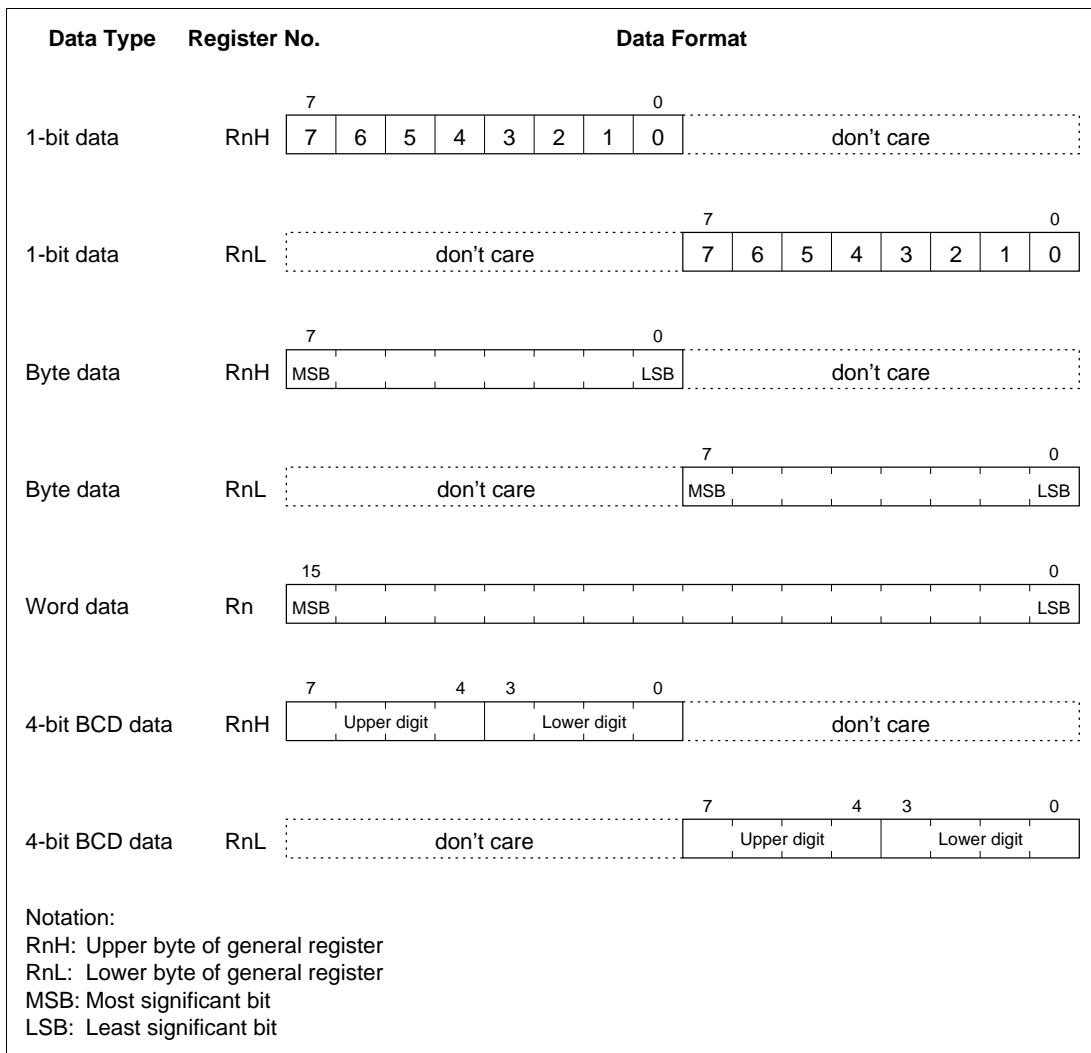 Data Type Register No. Data Format
7 0
1-bit data RnH 7 6 5 4 3 2 1 0 don't care
7 0
1-bit data RnL don't care 7 6 5 4 3 2 1 0
7 0
Byte data RnH MSB LSB don't care
7 0
Byte data RnL don't care MSB LSB
15 0
Word data Rn MSB LSB
7 4 3 0
4-bit BCD data RnH Upper digit Lower digit don't care
7 4 3 0
4-bit BCD data RnL don't care Upper digit Lower digit
Notation:
RnH: Upper byte of general register
RnL: Lower byte of general register
MSB: Most significant bit
LSB: Least significant bit